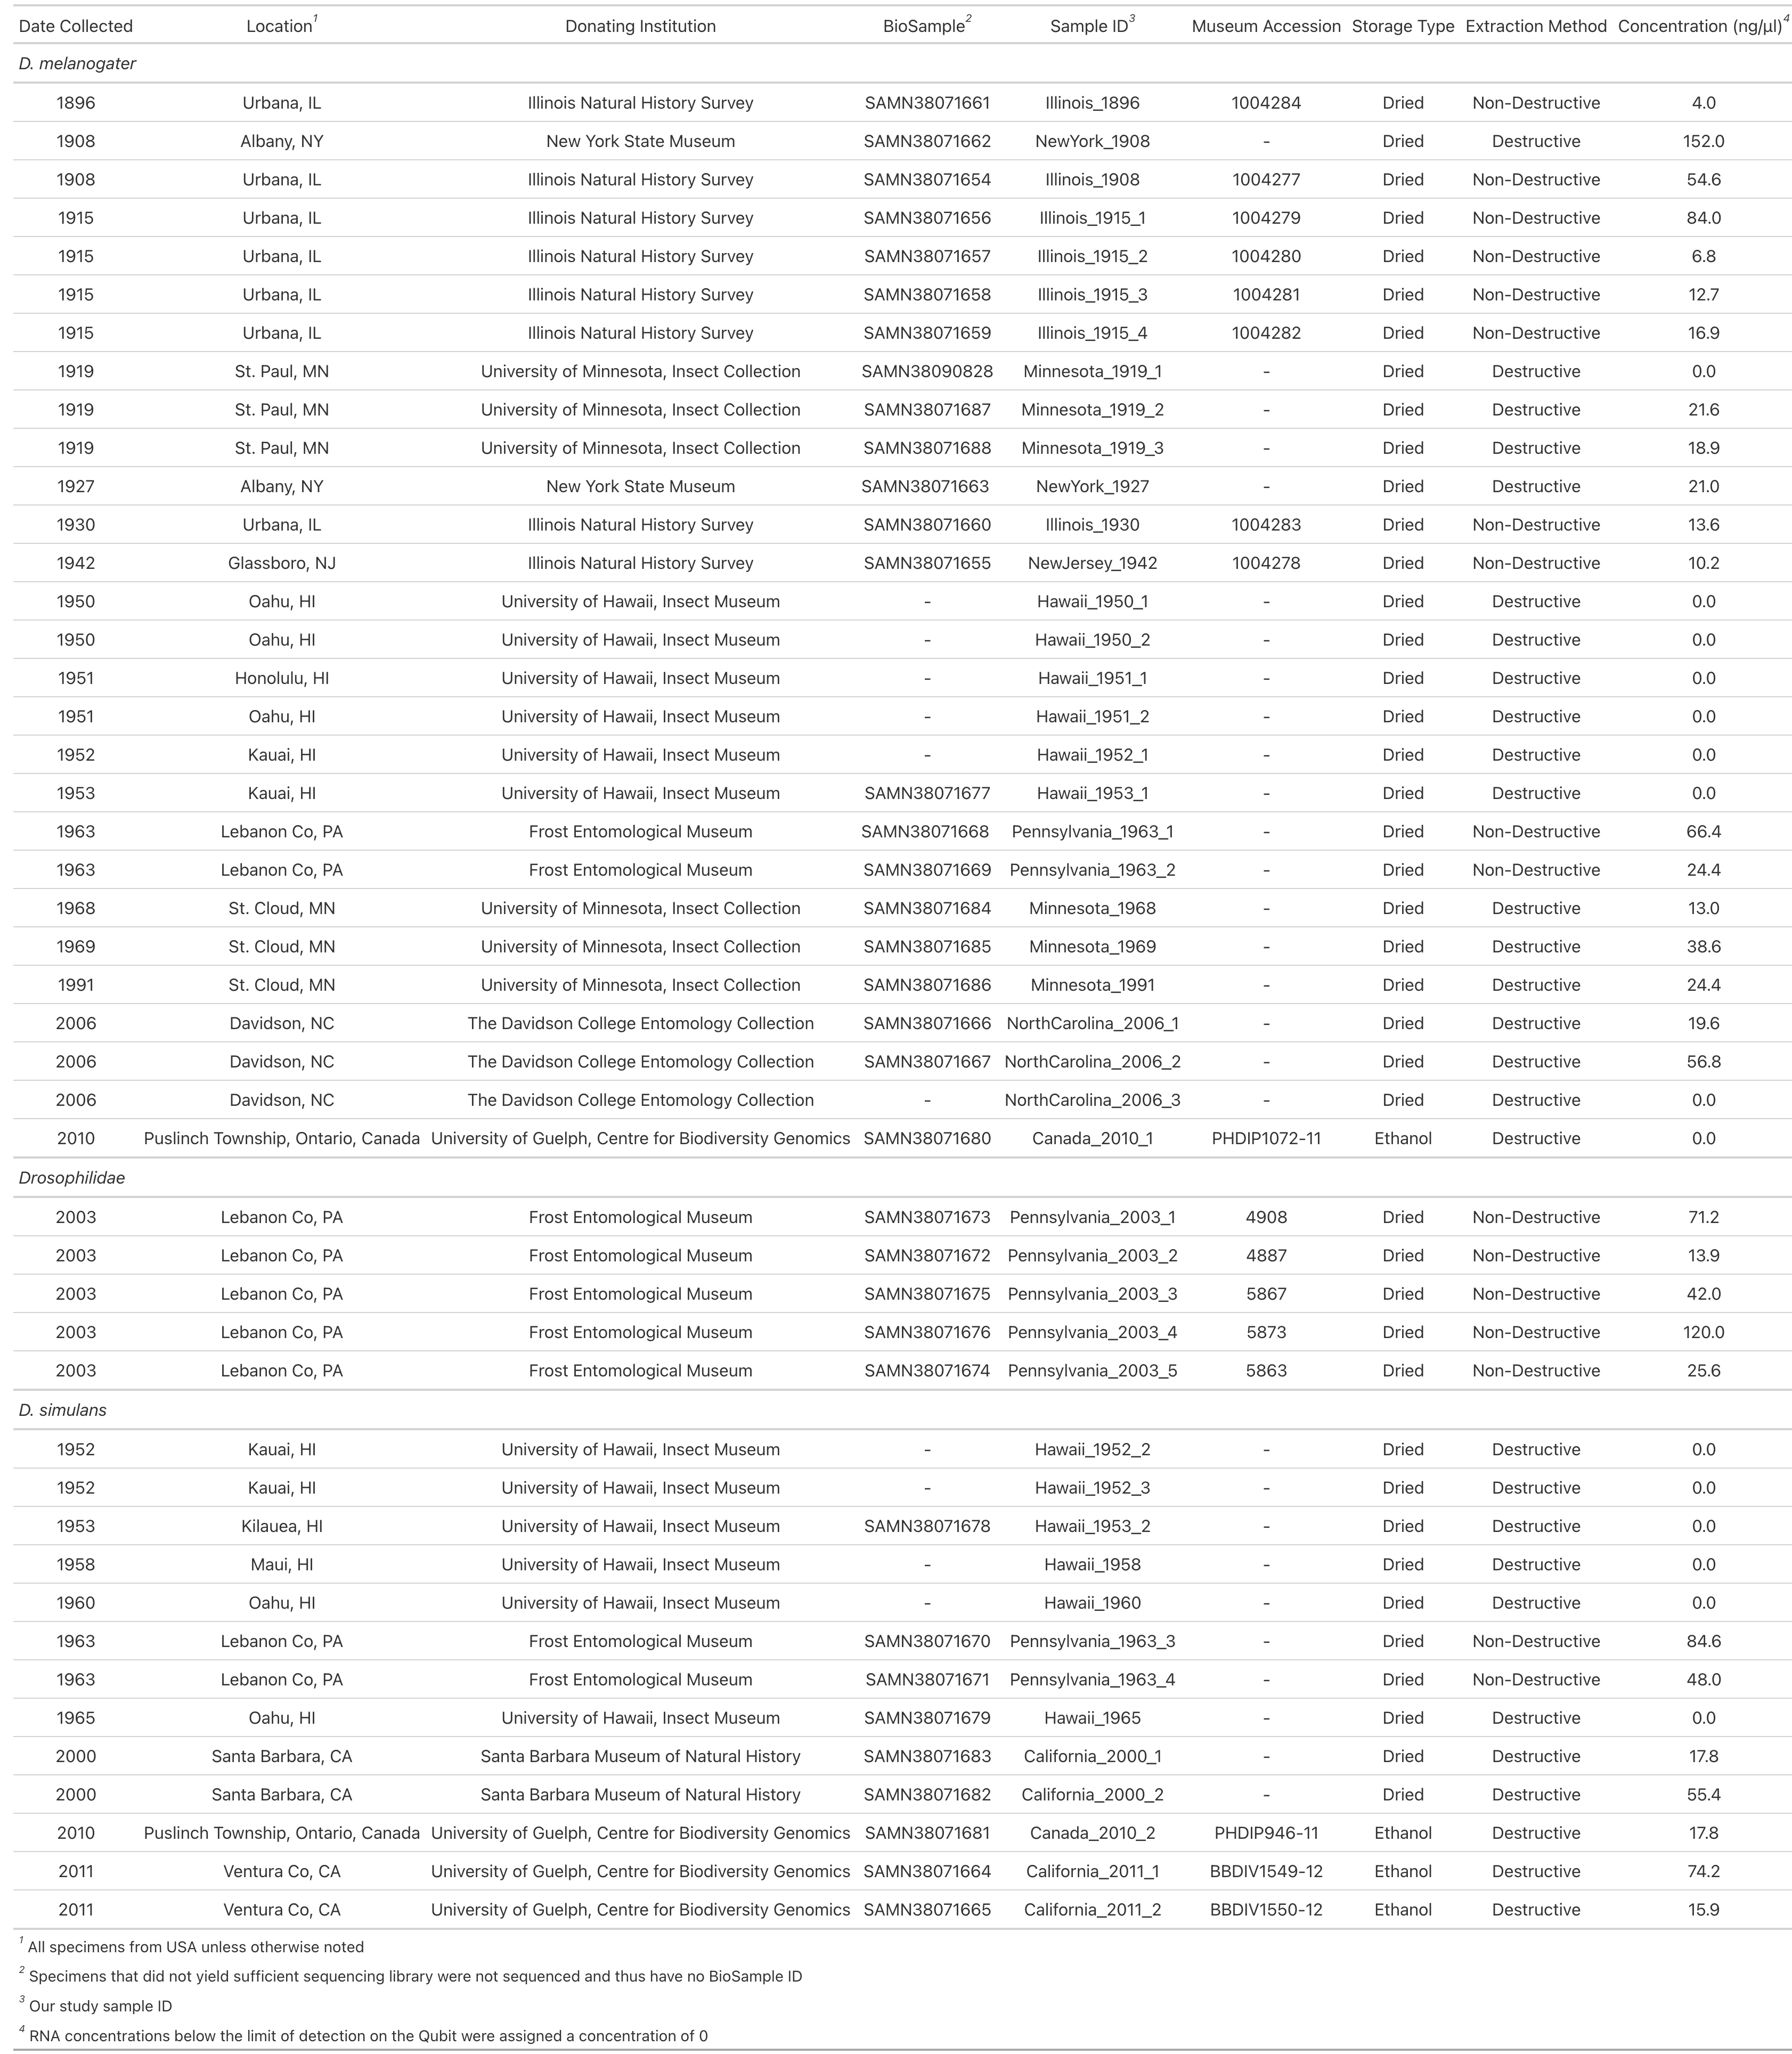 Date Collected Location1 Donating Institution BioSample2 Sample ID3 Museum Accession Storage Type Extraction Method Concentration (ng/µl)4
D. melanogater
1896 Urbana, IL Illinois Natural History Survey SAMN38071661 Illinois_1896 1004284 Dried Non-Destructive 4.0
1908 Albany, NY New York State Museum SAMN38071662 NewYork_1908 - Dried Destructive 152.0
1908 Urbana, IL Illinois Natural History Survey SAMN38071654 Illinois_1908 1004277 Dried Non-Destructive 54.6
1915 Urbana, IL Illinois Natural History Survey SAMN38071656 Illinois_1915_1 1004279 Dried Non-Destructive 84.0
1915 Urbana, IL Illinois Natural History Survey SAMN38071657 Illinois_1915_2 1004280 Dried Non-Destructive 6.8
1915 Urbana, IL Illinois Natural History Survey SAMN38071658 Illinois_1915_3 1004281 Dried Non-Destructive 12.7
1915 Urbana, IL Illinois Natural History Survey SAMN38071659 Illinois_1915_4 1004282 Dried Non-Destructive 16.9
1919 St. Paul, MN University of Minnesota, Insect Collection SAMN38090828 Minnesota_1919_1 - Dried Destructive 0.0
1919 St. Paul, MN University of Minnesota, Insect Collection SAMN38071687 Minnesota_1919_2 - Dried Destructive 21.6
1919 St. Paul, MN University of Minnesota, Insect Collection SAMN38071688 Minnesota_1919_3 - Dried Destructive 18.9
1927 Albany, NY New York State Museum SAMN38071663 NewYork_1927 - Dried Destructive 21.0
1930 Urbana, IL Illinois Natural History Survey SAMN38071660 Illinois_1930 1004283 Dried Non-Destructive 13.6
1942 Glassboro, NJ Illinois Natural History Survey SAMN38071655 NewJersey_1942 1004278 Dried Non-Destructive 10.2
1950 Oahu, HI University of Hawaii, Insect Museum - Hawaii_1950_1 - Dried Destructive 0.0
1950 Oahu, HI University of Hawaii, Insect Museum - Hawaii_1950_2 - Dried Destructive 0.0
1951 Honolulu, HI University of Hawaii, Insect Museum - Hawaii_1951_1 - Dried Destructive 0.0
1951 Oahu, HI University of Hawaii, Insect Museum - Hawaii_1951_2 - Dried Destructive 0.0
1952 Kauai, HI University of Hawaii, Insect Museum - Hawaii_1952_1 - Dried Destructive 0.0
1953 Kauai, HI University of Hawaii, Insect Museum SAMN38071677 Hawaii_1953_1 - Dried Destructive 0.0
1963 Lebanon Co, PA Frost Entomological Museum SAMN38071668 Pennsylvania_1963_1 - Dried Non-Destructive 66.4
1963 Lebanon Co, PA Frost Entomological Museum SAMN38071669 Pennsylvania_1963_2 - Dried Non-Destructive 24.4
1968 St. Cloud, MN University of Minnesota, Insect Collection SAMN38071684 Minnesota_1968 - Dried Destructive 13.0
1969 St. Cloud, MN University of Minnesota, Insect Collection SAMN38071685 Minnesota_1969 - Dried Destructive 38.6
1991 St. Cloud, MN University of Minnesota, Insect Collection SAMN38071686 Minnesota_1991 - Dried Destructive 24.4
2006 Davidson, NC The Davidson College Entomology Collection SAMN38071666 NorthCarolina_2006_1 - Dried Destructive 19.6
2006 Davidson, NC The Davidson College Entomology Collection SAMN38071667 NorthCarolina_2006_2 - Dried Destructive 56.8
2006 Davidson, NC The Davidson College Entomology Collection - NorthCarolina_2006_3 - Dried Destructive 0.0
2010 Puslinch Township, Ontario, Canada University of Guelph, Centre for Biodiversity Genomics SAMN38071680 Canada_2010_1 PHDIP1072-11 Ethanol Destructive 0.0
Drosophilidae
2003 Lebanon Co, PA Frost Entomological Museum SAMN38071673 Pennsylvania_2003_1 4908 Dried Non-Destructive 71.2
2003 Lebanon Co, PA Frost Entomological Museum SAMN38071672 Pennsylvania_2003_2 4887 Dried Non-Destructive 13.9
2003 Lebanon Co, PA Frost Entomological Museum SAMN38071675 Pennsylvania_2003_3 5867 Dried Non-Destructive 42.0
2003 Lebanon Co, PA Frost Entomological Museum SAMN38071676 Pennsylvania_2003_4 5873 Dried Non-Destructive 120.0
2003 Lebanon Co, PA Frost Entomological Museum SAMN38071674 Pennsylvania_2003_5 5863 Dried Non-Destructive 25.6
D. simulans
1952 Kauai, HI University of Hawaii, Insect Museum - Hawaii_1952_2 - Dried Destructive 0.0
1952 Kauai, HI University of Hawaii, Insect Museum - Hawaii_1952_3 - Dried Destructive 0.0
1953 Kilauea, HI University of Hawaii, Insect Museum SAMN38071678 Hawaii_1953_2 - Dried Destructive 0.0
1958 Maui, HI University of Hawaii, Insect Museum - Hawaii_1958 - Dried Destructive 0.0
1960 Oahu, HI University of Hawaii, Insect Museum - Hawaii_1960 - Dried Destructive 0.0
1963 Lebanon Co, PA Frost Entomological Museum SAMN38071670 Pennsylvania_1963_3 - Dried Non-Destructive 84.6
1963 Lebanon Co, PA Frost Entomological Museum SAMN38071671 Pennsylvania_1963_4 - Dried Non-Destructive 48.0
1965 Oahu, HI University of Hawaii, Insect Museum SAMN38071679 Hawaii_1965 - Dried Destructive 0.0
2000 Santa Barbara, CA Santa Barbara Museum of Natural History SAMN38071683 California_2000_1 - Dried Destructive 17.8
2000 Santa Barbara, CA Santa Barbara Museum of Natural History SAMN38071682 California_2000_2 - Dried Destructive 55.4
2010 Puslinch Township, Ontario, Canada University of Guelph, Centre for Biodiversity Genomics SAMN38071681 Canada_2010_2 PHDIP946-11 Ethanol Destructive 17.8
2011 Ventura Co, CA University of Guelph, Centre for Biodiversity Genomics SAMN38071664 California_2011_1 BBDIV1549-12 Ethanol Destructive 74.2
2011 Ventura Co, CA University of Guelph, Centre for Biodiversity Genomics SAMN38071665 California_2011_2 BBDIV1550-12 Ethanol Destructive 15.9
1 All specimens from USA unless otherwise noted
2 Specimens that did not yield sufficient sequencing library were not sequenced and thus have no BioSample ID
3 Our study sample ID
4 RNA concentrations below the limit of detection on the Qubit were assigned a concentration of 0